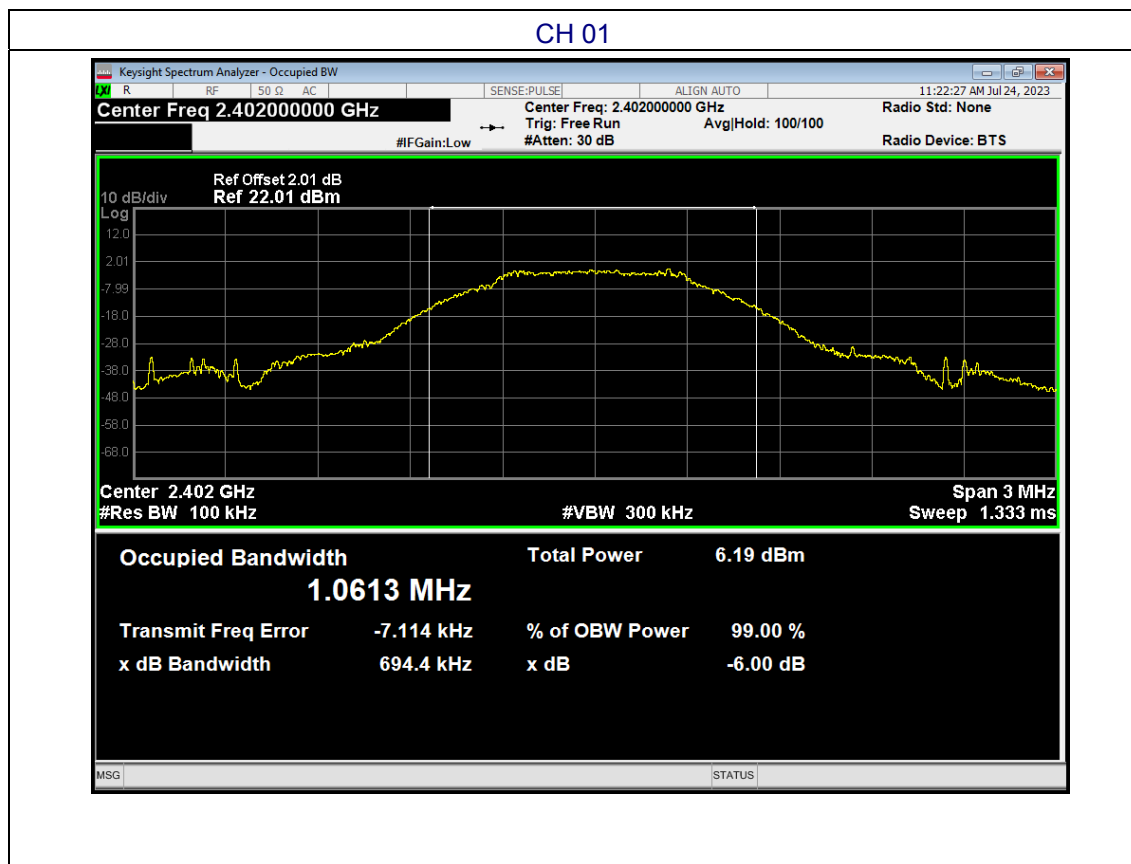 CH 01
Keysight Spectrum Analyzer - Occupied BW
LXI R RF 50 Ω AC SENSE:PULSE ALIGN AUTO 11:22:27 AM Jul 24, 2023
Center Freq 2.402000000 GHz Center Freq: 2.402000000 GHz Radio Std: None
Trig: Free Run Avg|Hold: 100/100
#IFGain:Low #Atten: 30 dB Radio Device: BTS
Ref Offset 2.01 dB
10 dB/div Ref 22.01 dBm
Log
12.0
2.01
-7.99
-18.0
-28.0
-38.0
-48.0
-58.0
-68.0
Center 2.402 GHz Span 3 MHz
#Res BW 100 kHz #VBW 300 kHz Sweep 1.333 ms
Occupied Bandwidth Total Power 6.19 dBm
1.0613 MHz
Transmit Freq Error -7.114 kHz % of OBW Power 99.00 %
x dB Bandwidth 694.4 kHz x dB -6.00 dB
MSG STATUS